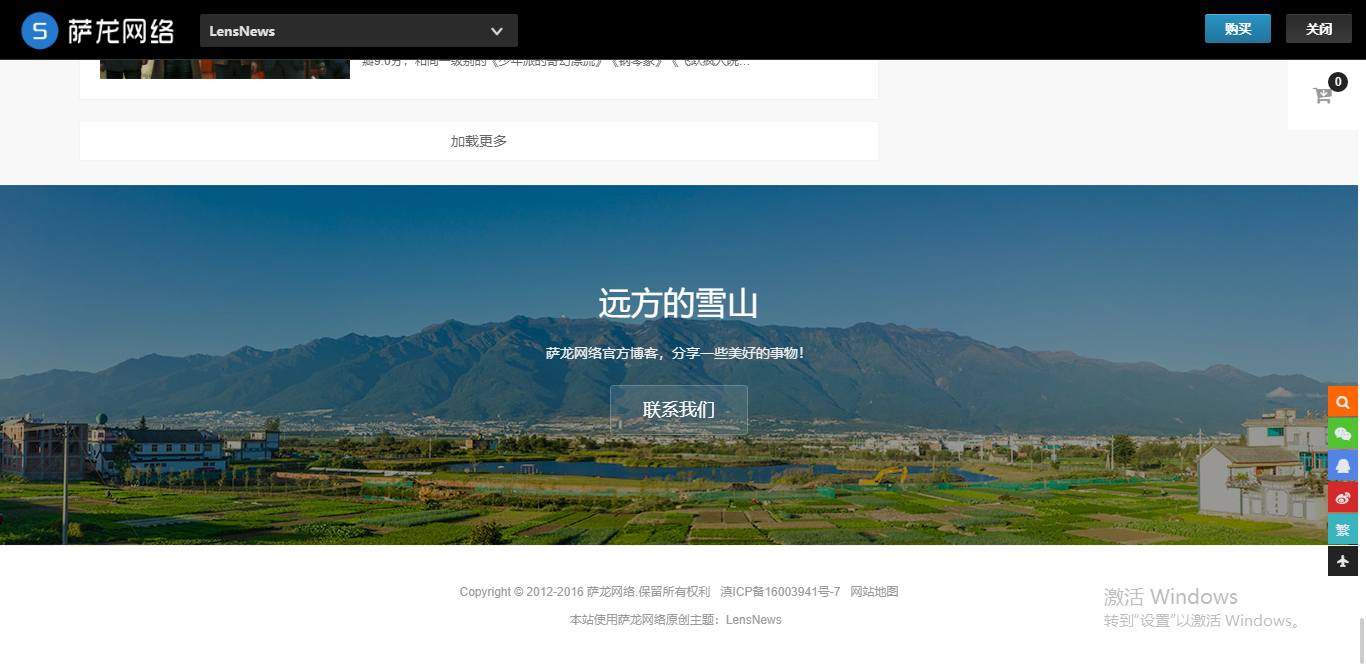 S 萨龙网络
LensNews
购买
关闭
0
加载更多
远方的雪山
萨龙网络官方博客，分享一些美好的事物！
联系我们
繁
Copyright © 2012-2016 萨龙网络.保留所有权利 滇ICP备16003941号-7 网站地图
本站使用萨龙网络原创主题：LensNews
激活 Windows
转到"设置"以激活 Windows。